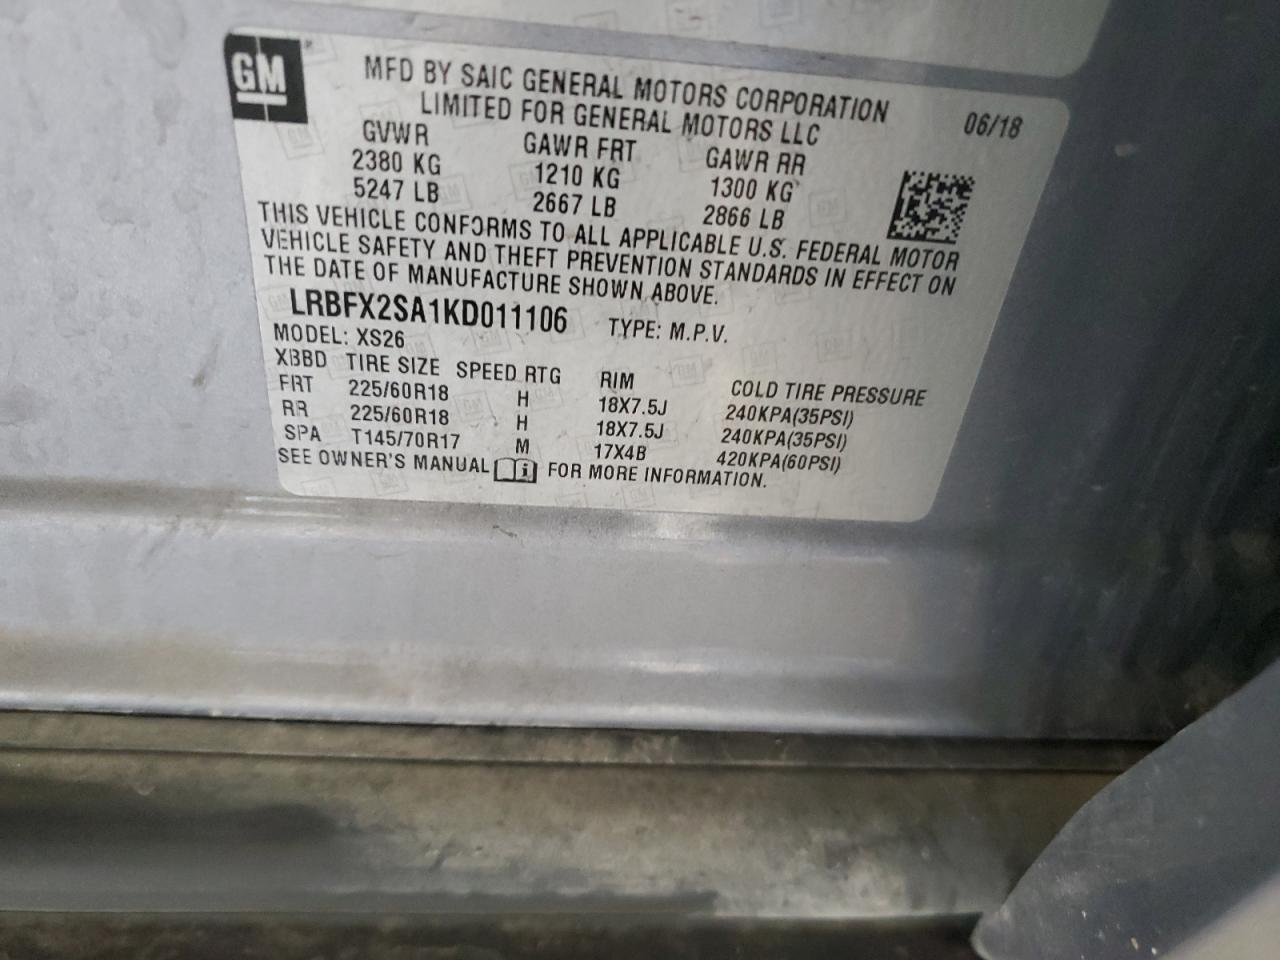 GM
MFD BY SAIC GENERAL MOTORS CORPORATION
LIMITED FOR GENERAL MOTORS LLC
06/18
GVWR GAWR FRT GAWR RR
2380 KG 1210 KG 1300 KG
5247 LB 2667 LB 2866 LB
THIS VEHICLE CONFORMS TO ALL APPLICABLE U.S. FEDERAL MOTOR
VEHICLE SAFETY AND THEFT PREVENTION STANDARDS IN EFFECT ON
THE DATE OF MANUFACTURE SHOWN ABOVE.
LRBFX2SA1KD011106 TYPE: M.P.V.
MODEL: XS26
XBBD TIRE SIZE SPEED RTG RIM COLD TIRE PRESSURE
FRT 225/60R18 H 18X7.5J 240KPA(35PSI)
RR 225/60R18 H 18X7.5J 240KPA(35PSI)
SPA T145/70R17 M 17X4B 420KPA(60PSI)
SEE OWNER'S MANUAL FOR MORE INFORMATION.